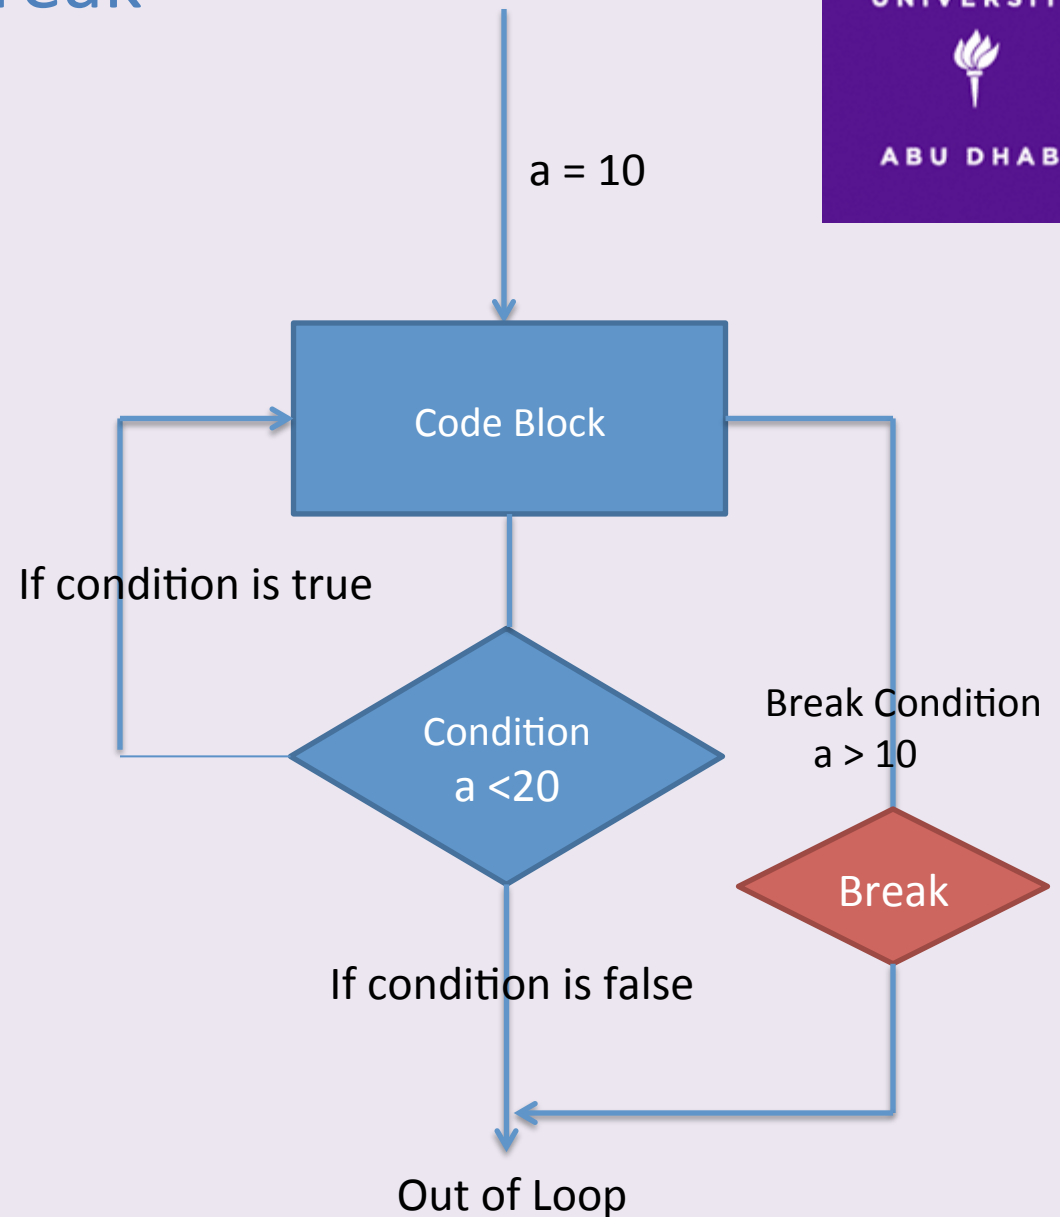 a = 10
ABU DHAB
Code Block
If condition is true
Condition
a <20
Break Condition
a > 10
Break
If condition is false
Out of Loop